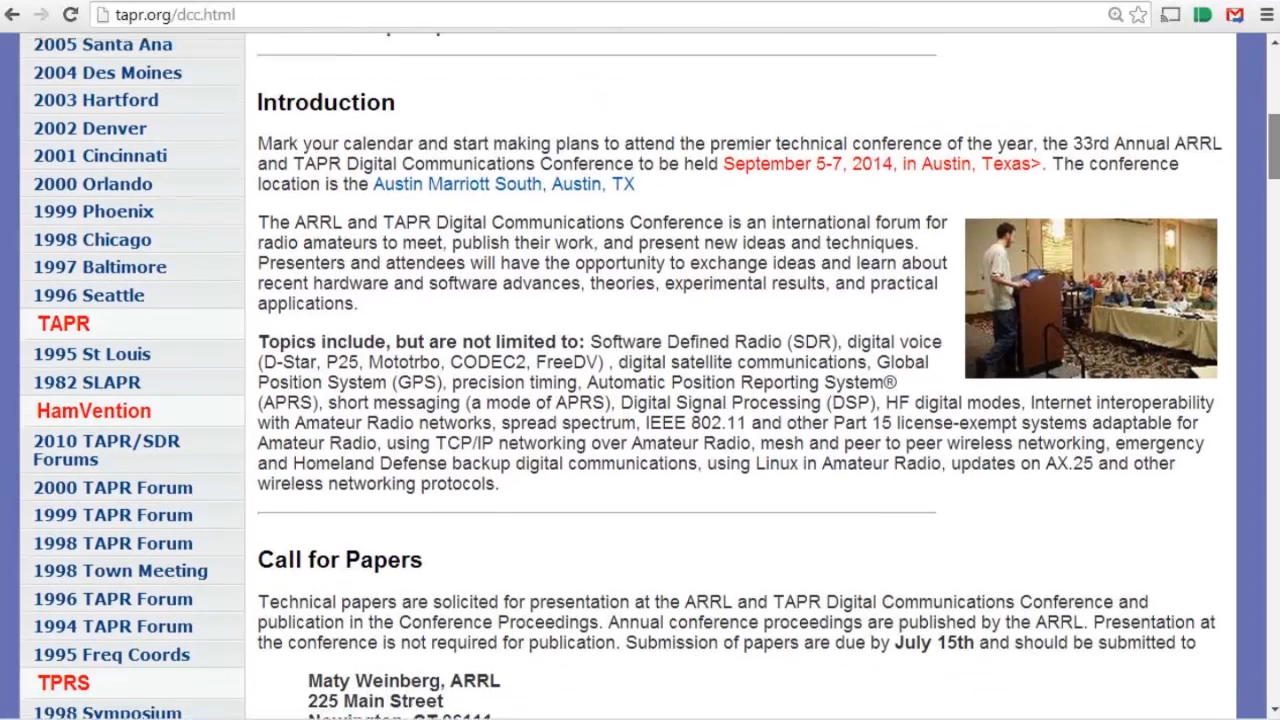 tapr.org/dcc.html
2005 Santa Ana
2004 Des Moines
2003 Hartford
2002 Denver
2001 Cincinnati
2000 Orlando
1999 Phoenix
1998 Chicago
1997 Baltimore
1996 Seattle
TAPR
1995 St Louis
1982 SLAPR
HamVention
2010 TAPR/SDR
Forums
2000 TAPR Forum
1999 TAPR Forum
1998 TAPR Forum
1998 Town Meeting
1996 TAPR Forum
1994 TAPR Forum
1995 Freq Coords
TPRS
1998 Symposium
Introduction
Mark your calendar and start making plans to attend the premier technical conference of the year, the 33rd Annual ARRL
and TAPR Digital Communications Conference to be held September 5-7, 2014, in Austin, Texas>. The conference
location is the Austin Marriott South, Austin, TX
The ARRL and TAPR Digital Communications Conference is an international forum for
radio amateurs to meet, publish their work, and present new ideas and techniques.
Presenters and attendees will have the opportunity to exchange ideas and learn about
recent hardware and software advances, theories, experimental results, and practical
applications.
Topics include, but are not limited to: Software Defined Radio (SDR), digital voice
(D-Star, P25, Mototrbo, CODEC2, FreeDV) , digital satellite communications, Global
Position System (GPS), precision timing, Automatic Position Reporting System®
(APRS), short messaging (a mode of APRS), Digital Signal Processing (DSP), HF digital modes, Internet interoperability
with Amateur Radio networks, spread spectrum, IEEE 802.11 and other Part 15 license-exempt systems adaptable for
Amateur Radio, using TCP/IP networking over Amateur Radio, mesh and peer to peer wireless networking, emergency
and Homeland Defense backup digital communications, using Linux in Amateur Radio, updates on AX.25 and other
wireless networking protocols.
Call for Papers
Technical papers are solicited for presentation at the ARRL and TAPR Digital Communications Conference and
publication in the Conference Proceedings. Annual conference proceedings are published by the ARRL. Presentation at
the conference is not required for publication. Submission of papers are due by July 15th and should be submitted to
Maty Weinberg, ARRL
225 Main Street
Newington, CT 06111